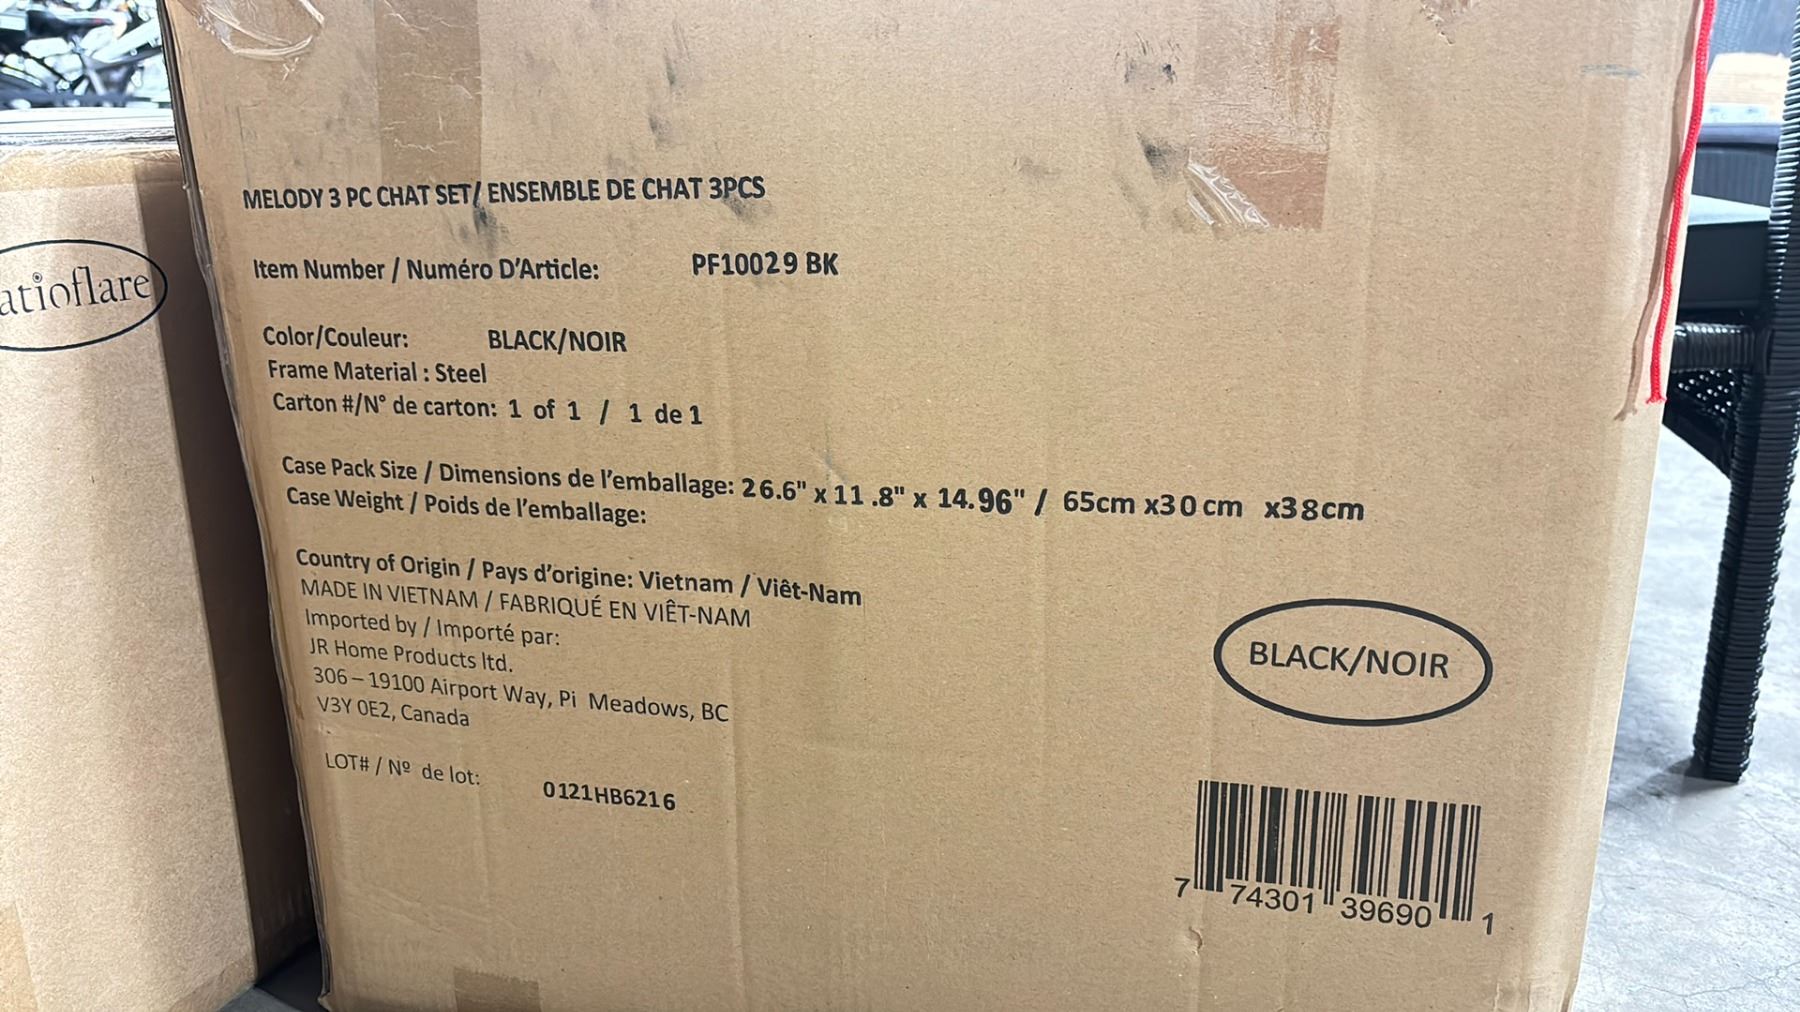 MELODY 3 PC CHAT SET/ ENSEMBLE DE CHAT 3PCS
Item Number / Numéro D'Article: PF10029 BK
Color/Couleur: BLACK/NOIR
Frame Material : Steel
Carton #/N° de carton: 1 of 1 / 1 de 1
Case Pack Size / Dimensions de l'emballage: 26.6" x 11.8" x 14.96" / 65cm x30 cm x38cm
Case Weight / Poids de l'emballage:
Country of Origin / Pays d'origine: Vietnam / Viêt-Nam
MADE IN VIETNAM / FABRIQUÉ EN VIÊT-NAM
Imported by / Importé par:
JR Home Products ltd.
306 – 19100 Airport Way, Pi Meadows, BC
V3Y 0E2, Canada
LOT# / Nº de lot: 0121HB6216
BLACK/NOIR
7 74301 39690 1
atioflare